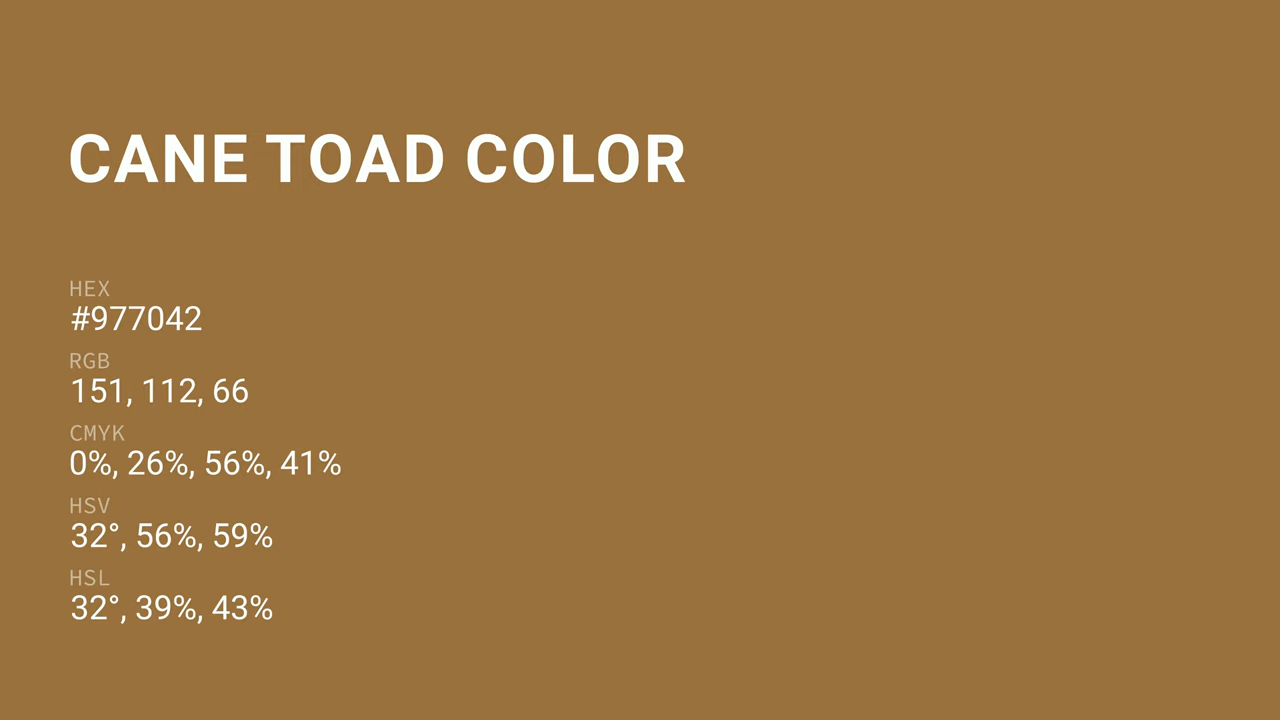 CANE TOAD COLOR
HEX
#977042
RGB
151, 112, 66
CMYK
0%, 26%, 56%, 41%
HSV
32°, 56%, 59%
HSL
32°, 39%, 43%